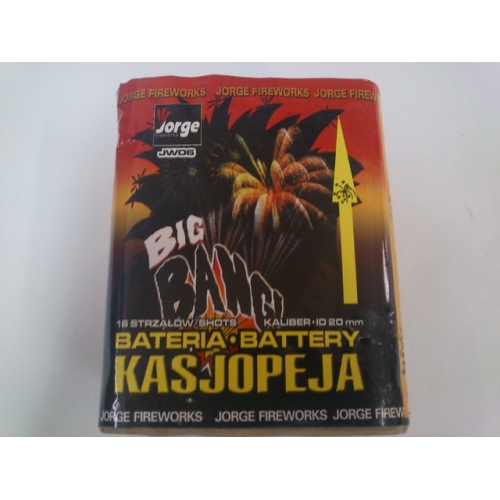 JORGE FIREWORKS JORGE FIREWORKS JORGE FIREW
Jorge
JW06
BIG
BANG!
16 STRZAŁÓW/SHOTS KALIBER·ID 20 mm
BATERIA·BATTERY
KASJOPEJA
JORGE FIREWORKS JORGE FIREWORKS JORGE FIREW